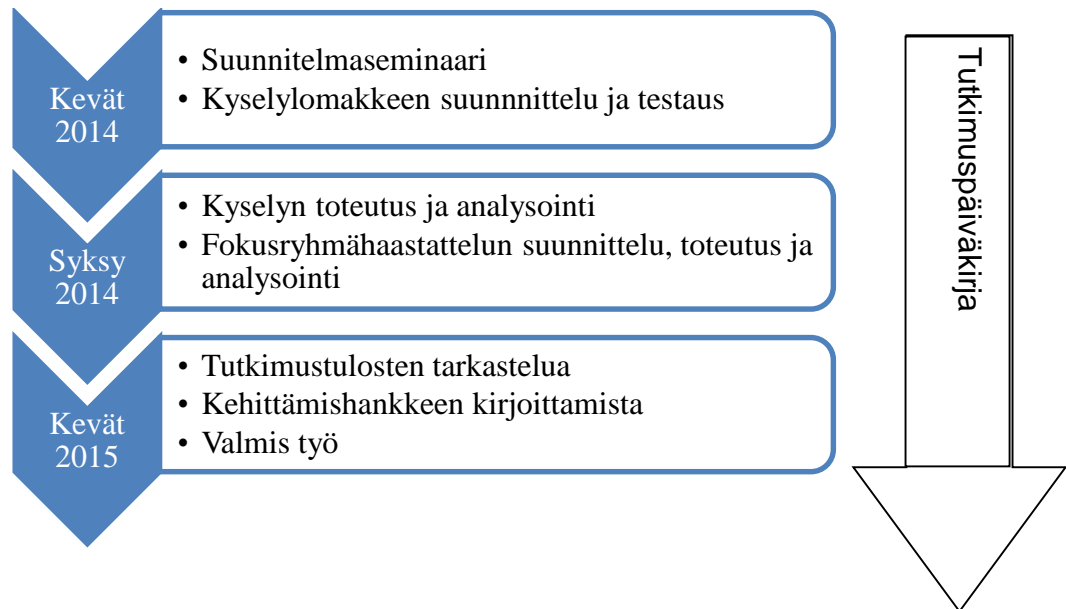 Kevät
2014
• Suunnitelmaseminaari
• Kyselylomakkeen suunnnittelu ja testaus
Syksy
2014
• Kyselyn toteutus ja analysointi
• Fokusryhmähaastattelun suunnittelu, toteutus ja
analysointi
Kevät
2015
• Tutkimustulosten tarkastelua
• Kehittämishankkeen kirjoittamista
• Valmis työ
Tutkimuspäiväkirja